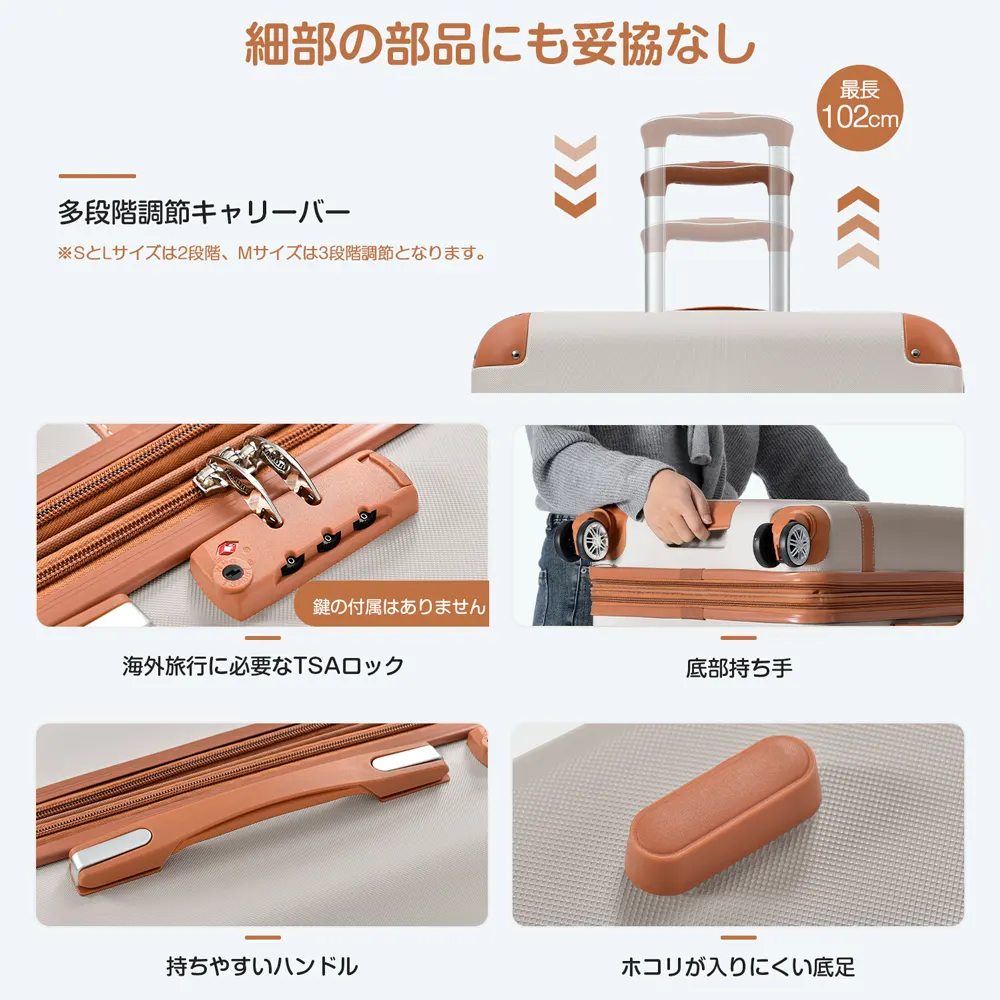 細部の部品にも妥協なし
最長
102cm
多段階調節キャリーバー
※SとLサイズは2段階、Mサイズは3段階調節となります。
0
0
0
鍵の付属はありません
海外旅行に必要なTSAロック
底部持ち手
持ちやすいハンドル
ホコリが入りにくい底足